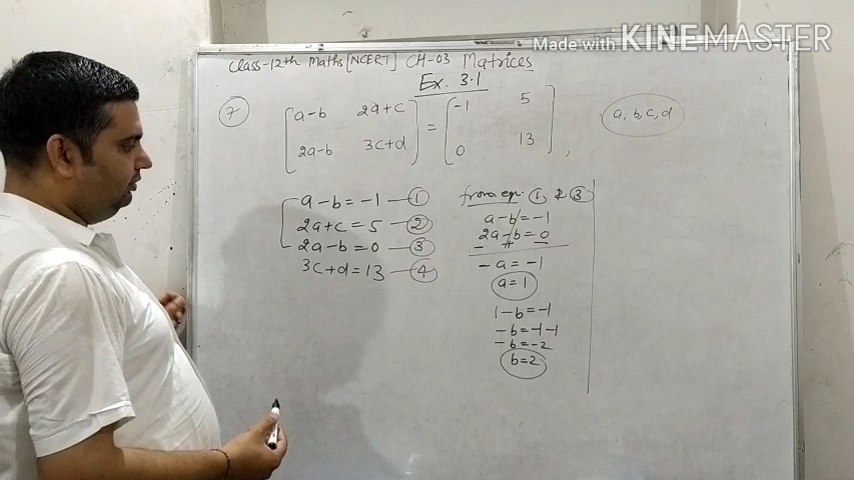 Made with KINEMASTER
Class-12th Maths [NCERT] CH-03 Matrices
Ex. 3.1
7 [a-b 2a+c] = [-1 5] a, b, c, d
[2a-b 3c+d] [0 13],
a-b=-1 — 1
2a+c=5 — 2
2a-b=0 — 3
3c+d=13 — 4
from eq. 1 & 3
a-b=-1
2a-b=0
- + -
-a=-1
a=1
1-b=-1
-b=-1-1
-b=-2
b=2